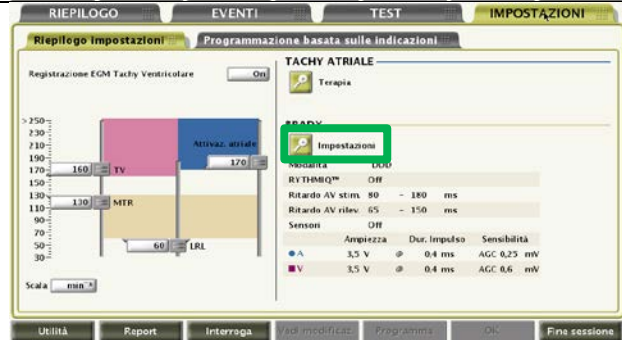 RIEPILOGO EVENTI TEST IMPOSTAZIONI
Riepilogo impostazioni Programmazione basata sulle indicazioni
Registrazione EGM Tachy Ventricolare On
>250
230
210
190
170
150
130
110
90
70
50
30
160 TV
130 MTR
60 LRL
Attivaz. atriale
170
Scala min⁻¹
TACHY ATRIALE
Terapia
BRADY
Impostazioni
Modalità DDD
RYTHMIQ™ Off
Ritardo AV stim. 80 - 180 ms
Ritardo AV rilev. 65 - 150 ms
Sensori Off
Ampiezza Dur. Impulso Sensibilità
A 3,5 V @ 0,4 ms AGC 0,25 mV
V 3,5 V @ 0,4 ms AGC 0,6 mV
Utilità Report Interroga Vedi modificaz. Programma OK Fine sessione